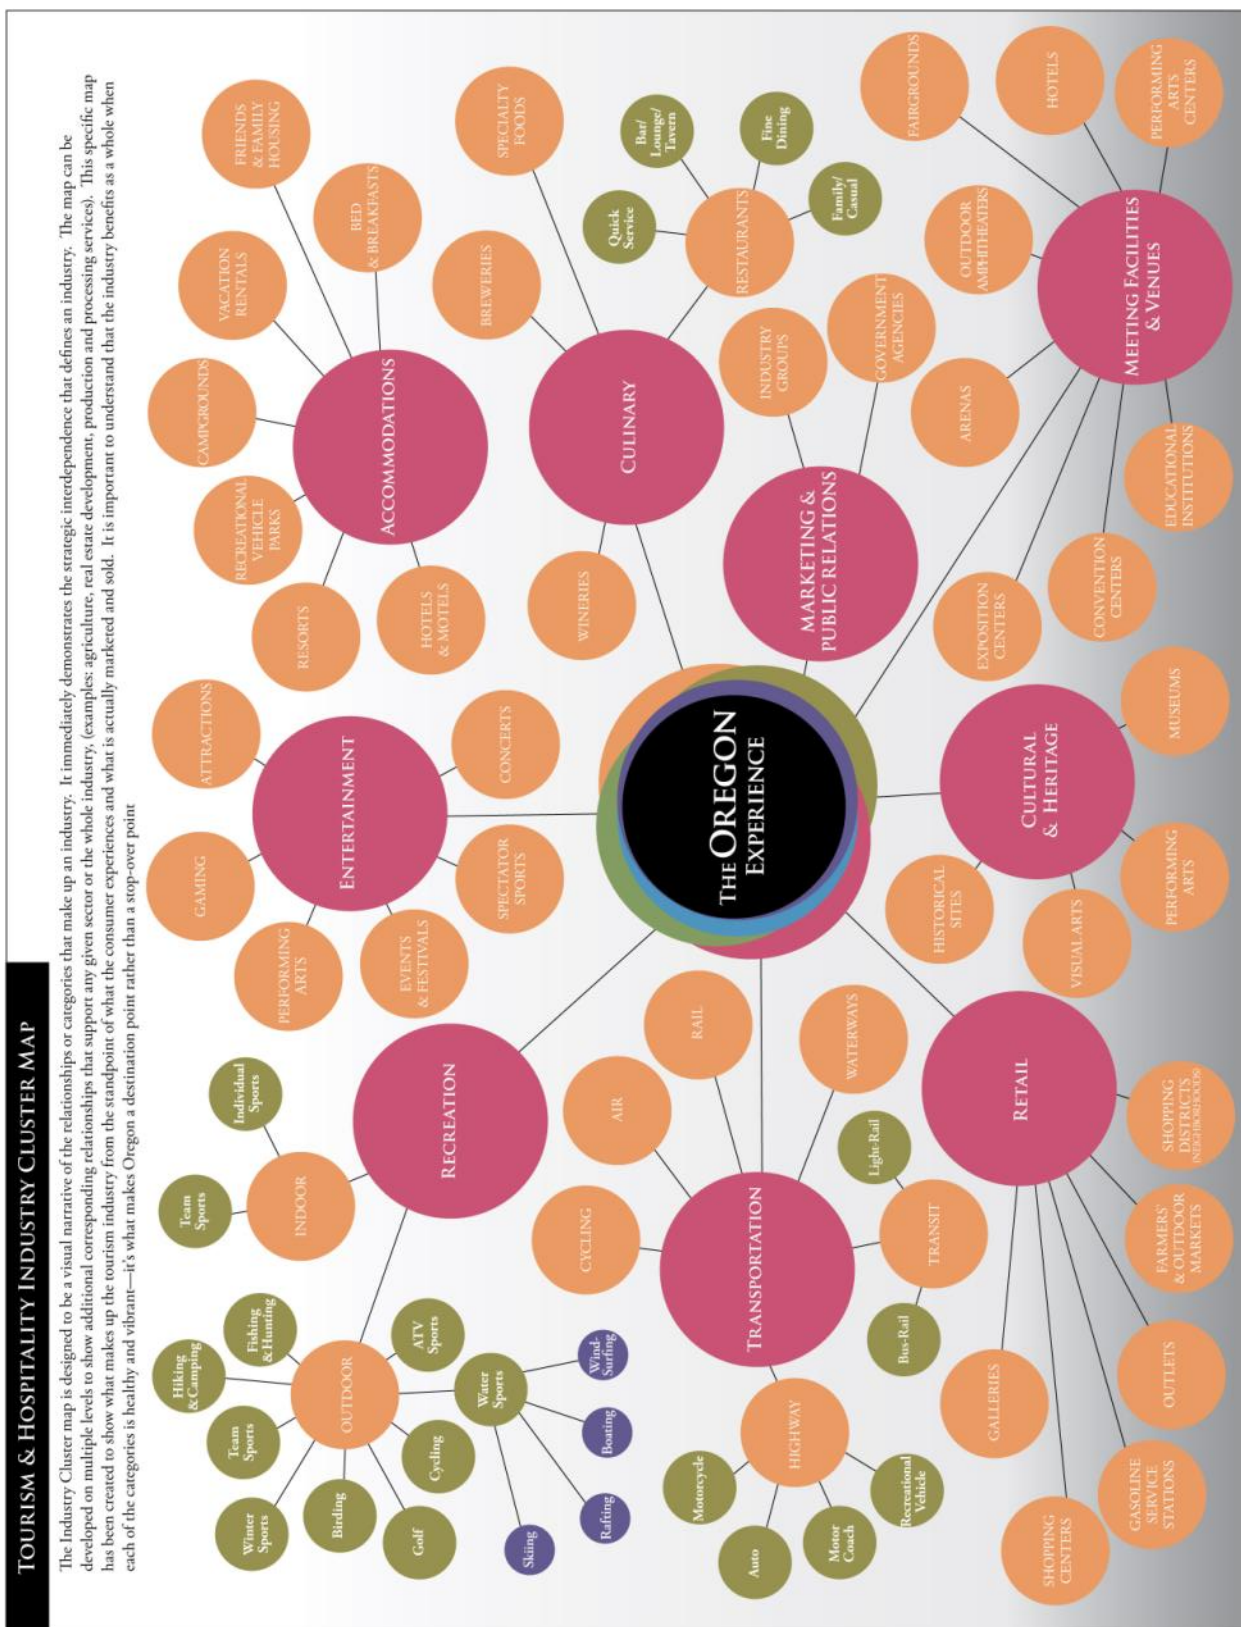 TOURISM & HOSPITALITY INDUSTRY CLUSTER MAP
The Industry Cluster map is designed to be a visual narrative of the relationships or categories that make up an industry. It immediately demonstrates the strategic interdependence that defines an industry. The map can be
developed on multiple levels to show additional corresponding relationships that support any given sector or the whole industry, (examples: agriculture, real estate development, production and processing services). This specific map
has been created to show what makes up the tourism industry from the standpoint of what the consumer experiences and what is actually marketed and sold. It is important to understand that the industry benefits as a whole when
each of the categories is healthy and vibrant—it's what makes Oregon a destination point rather than a stop-over point
THE OREGON
EXPERIENCE
RECREATION
INDOOR
Team
Sports
Individual
Sports
OUTDOOR
Hiking
& Camping
Fishing
& Hunting
Team
Sports
Winter
Sports
Birding
Golf
Cycling
ATV
Sports
Water
Sports
Skiing
Rafting
Boating
Wind-
Surfing
ENTERTAINMENT
ATTRACTIONS
GAMING
PERFORMING
ARTS
EVENTS
& FESTIVALS
SPECTATOR
SPORTS
CONCERTS
ACCOMMODATIONS
RESORTS
RECREATIONAL
VEHICLE
PARKS
CAMPGROUNDS
VACATION
RENTALS
FRIENDS
& FAMILY
HOUSING
BED
& BREAKFASTS
HOTELS
& MOTELS
CULINARY
WINERIES
BREWERIES
SPECIALTY
FOODS
RESTAURANTS
Quick
Service
Bar/
Lounge/
Tavern
Fine
Dining
Family/
Casual
MARKETING &
PUBLIC RELATIONS
INDUSTRY
GROUPS
GOVERNMENT
AGENCIES
MEETING FACILITIES
& VENUES
ARENAS
OUTDOOR
AMPHITHEATERS
FAIRGROUNDS
HOTELS
PERFORMING
ARTS
CENTERS
EDUCATIONAL
INSTITUTIONS
CONVENTION
CENTERS
EXPOSITION
CENTERS
CULTURAL
& HERITAGE
HISTORICAL
SITES
VISUAL ARTS
PERFORMING
ARTS
MUSEUMS
RETAIL
SHOPPING
DISTRICTS
(NEIGHBORHOODS)
FARMERS'
& OUTDOOR
MARKETS
OUTLETS
GASOLINE
SERVICE
STATIONS
SHOPPING
CENTERS
GALLERIES
TRANSPORTATION
CYCLING
AIR
RAIL
WATERWAYS
TRANSIT
Light-Rail
Bus-Rail
HIGHWAY
Motorcycle
Auto
Motor
Coach
Recreational
Vehicle